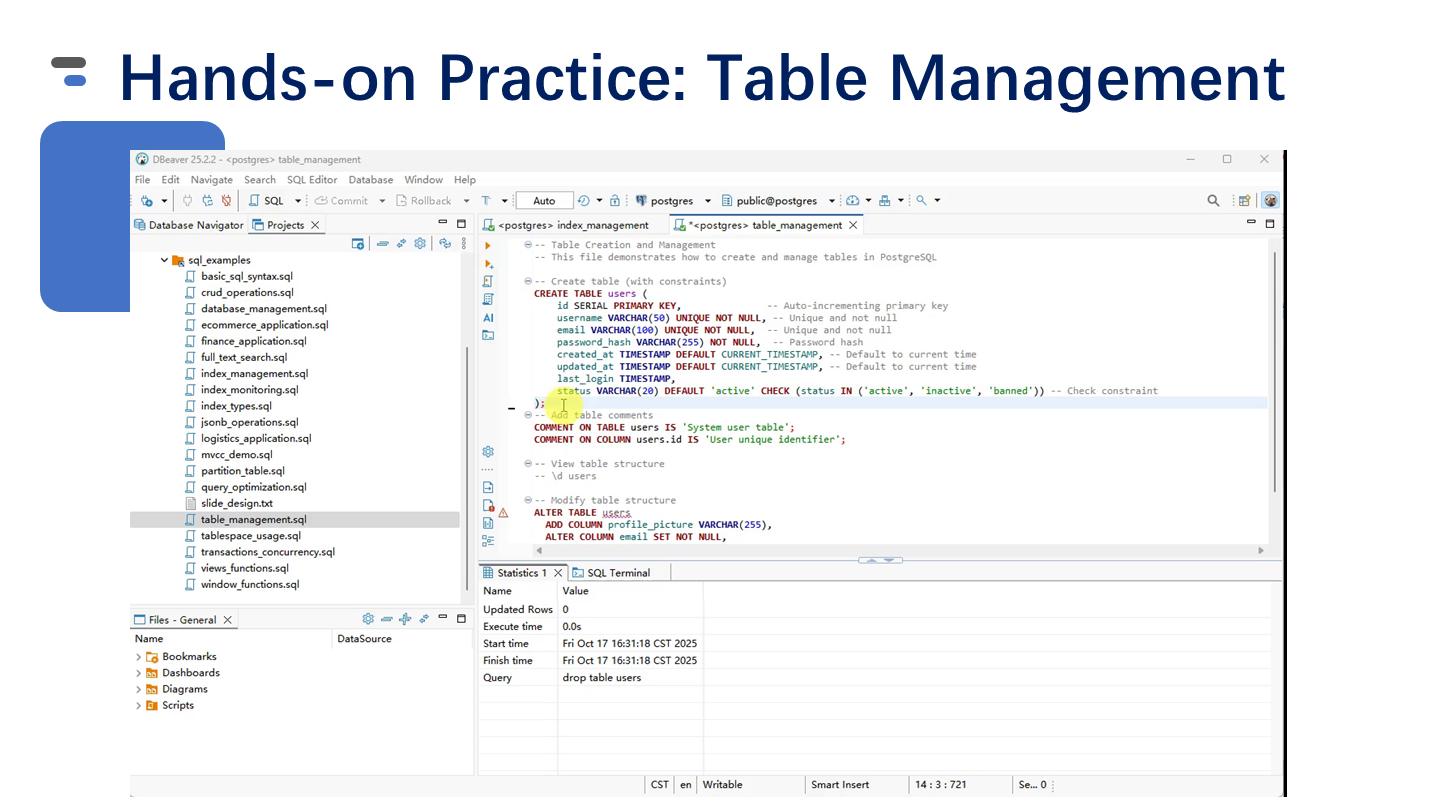 Hands-on Practice: Table Management
DBeaver 25.2.2 - <postgres> table_management
File Edit Navigate Search SQL Editor Database Window Help
SQL Commit Rollback T Auto postgres public@postgres
Database Navigator Projects
<postgres> index_management *<postgres> table_management
sql_examples
basic_sql_syntax.sql
crud_operations.sql
database_management.sql
ecommerce_application.sql
finance_application.sql
full_text_search.sql
index_management.sql
index_monitoring.sql
index_types.sql
jsonb_operations.sql
logistics_application.sql
mvcc_demo.sql
partition_table.sql
query_optimization.sql
slide_design.txt
table_management.sql
tablespace_usage.sql
transactions_concurrency.sql
views_functions.sql
window_functions.sql
AI
-- Table Creation and Management
-- This file demonstrates how to create and manage tables in PostgreSQL
-- Create table (with constraints)
CREATE TABLE users (
id SERIAL PRIMARY KEY, -- Auto-incrementing primary key
username VARCHAR(50) UNIQUE NOT NULL, -- Unique and not null
email VARCHAR(100) UNIQUE NOT NULL, -- Unique and not null
password_hash VARCHAR(255) NOT NULL, -- Password hash
created_at TIMESTAMP DEFAULT CURRENT_TIMESTAMP, -- Default to current time
updated_at TIMESTAMP DEFAULT CURRENT_TIMESTAMP, -- Default to current time
last_login TIMESTAMP,
status VARCHAR(20) DEFAULT 'active' CHECK (status IN ('active', 'inactive', 'banned')) -- Check constraint
);
-- Add table comments
COMMENT ON TABLE users IS 'System user table';
COMMENT ON COLUMN users.id IS 'User unique identifier';
-- View table structure
-- \d users
-- Modify table structure
ALTER TABLE users
ADD COLUMN profile_picture VARCHAR(255),
ALTER COLUMN email SET NOT NULL,
Files - General
Name DataSource
Bookmarks
Dashboards
Diagrams
Scripts
Statistics 1 SQL Terminal
Name Value
Updated Rows 0
Execute time 0.0s
Start time Fri Oct 17 16:31:18 CST 2025
Finish time Fri Oct 17 16:31:18 CST 2025
Query drop table users
CST en Writable Smart Insert 14 : 3 : 721 Se... 0